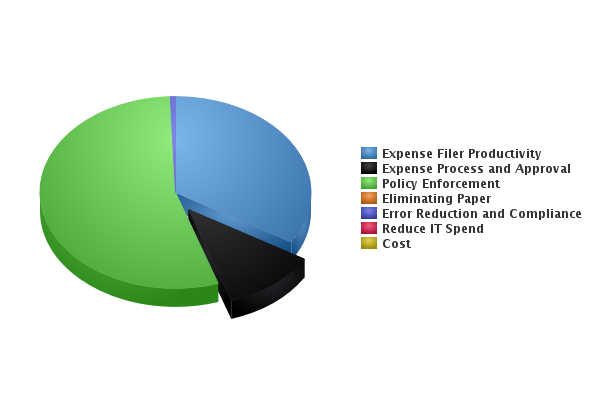 Expense Filer Productivity
Expense Process and Approval
Policy Enforcement
Eliminating Paper
Error Reduction and Compliance
Reduce IT Spend
Cost